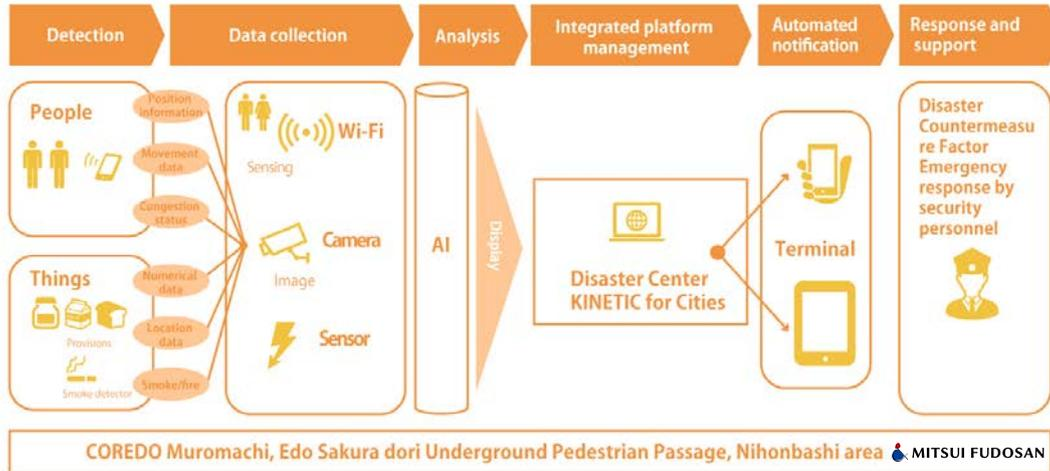 Detection
Data collection
Analysis
Integrated platform
management
Automated
notification
Response and
support
People
Position
information
Movement
data
Congestion
status
Things
Provisions
Smoke detector
Numerical
data
Location
data
Smoke/fire
Wi-Fi
Sensing
Camera
Image
Sensor
AI
Display
Disaster Center
KINETIC for Cities
Terminal
Disaster
Countermeasu
re Factor
Emergency
response by
security
personnel
COREDO Muromachi, Edo Sakura dori Underground Pedestrian Passage, Nihonbashi area MITSUI FUDOSAN